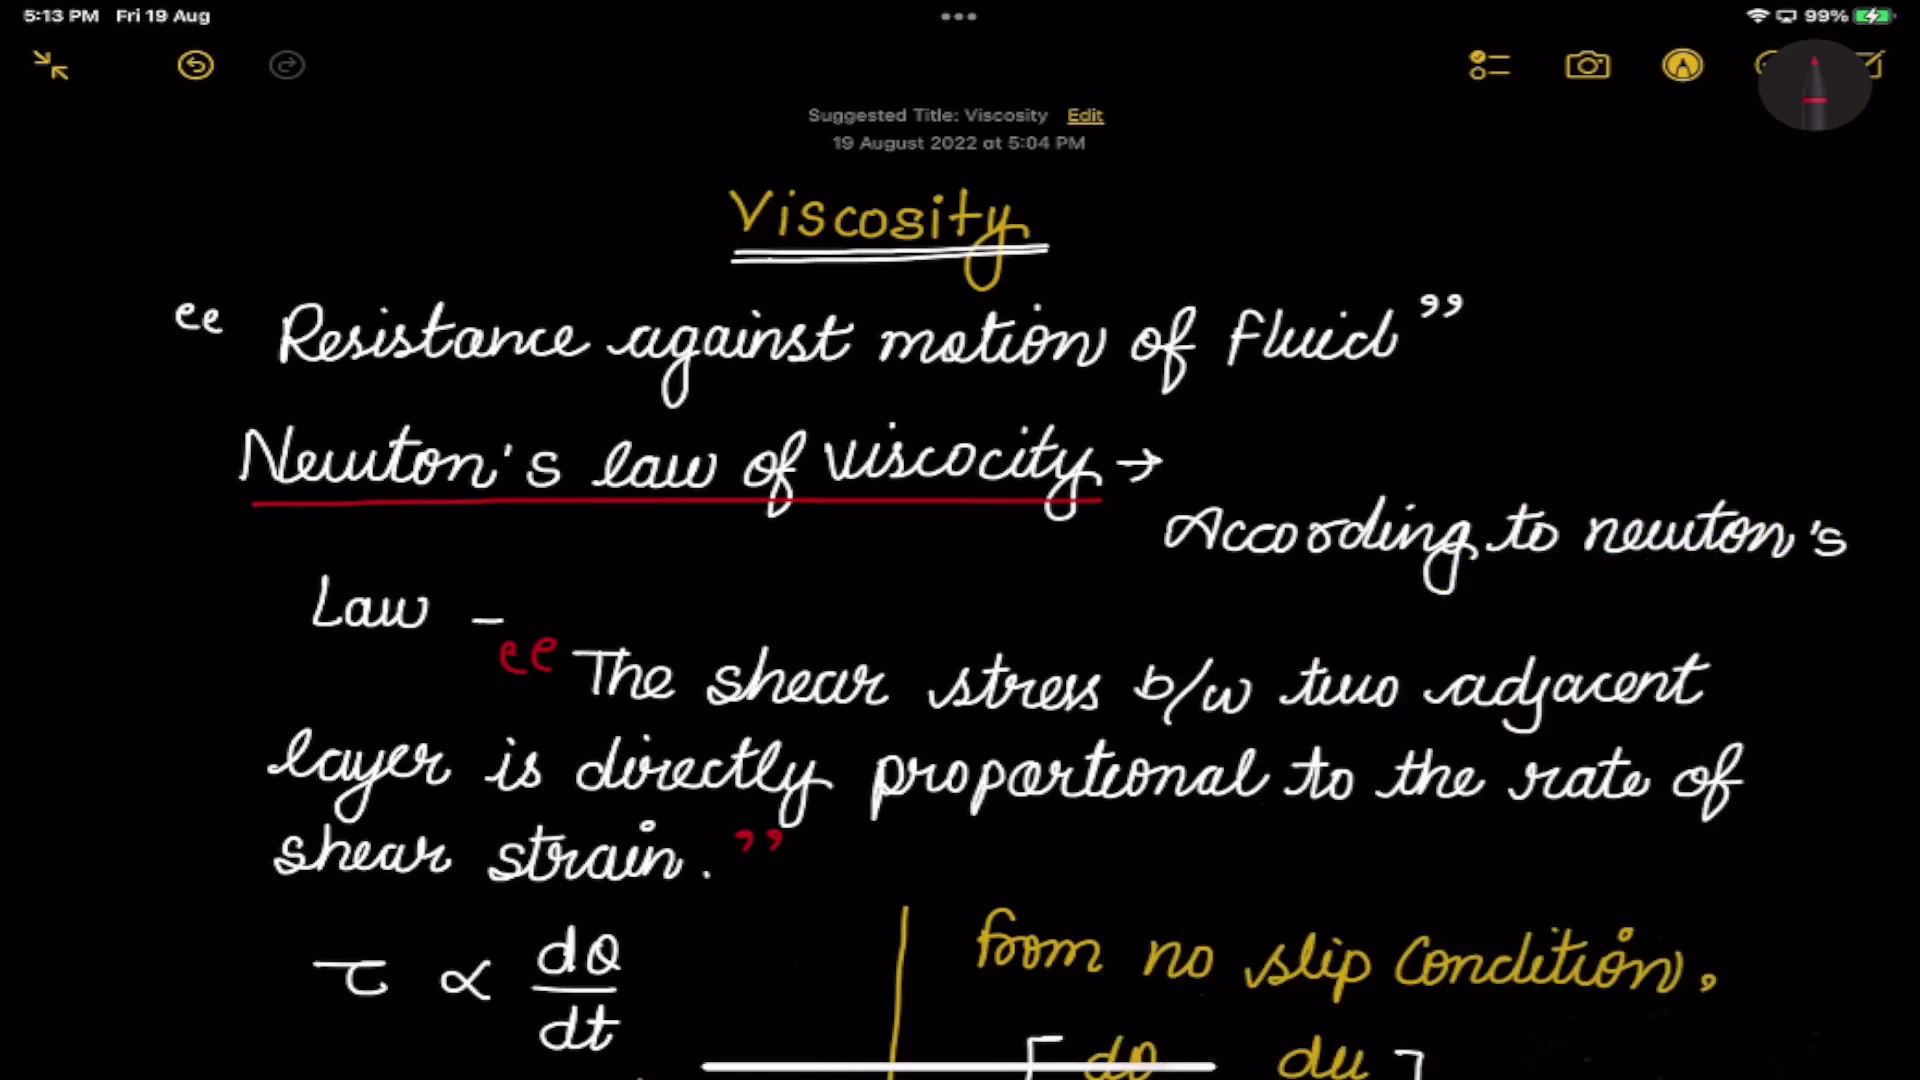 5:13 PM Fri 19 Aug
99%
Suggested Title: Viscosity Edit
19 August 2022 at 5:04 PM
Viscosity
“ Resistance against motion of fluid ”
Newton's law of viscocity →
According to newton's
Law -
“ The shear stress b/w two adjacent
layer is directly proportional to the rate of
shear strain. ”
τ ∝ dθ/dt
from no slip condition,
[ dθ du ]